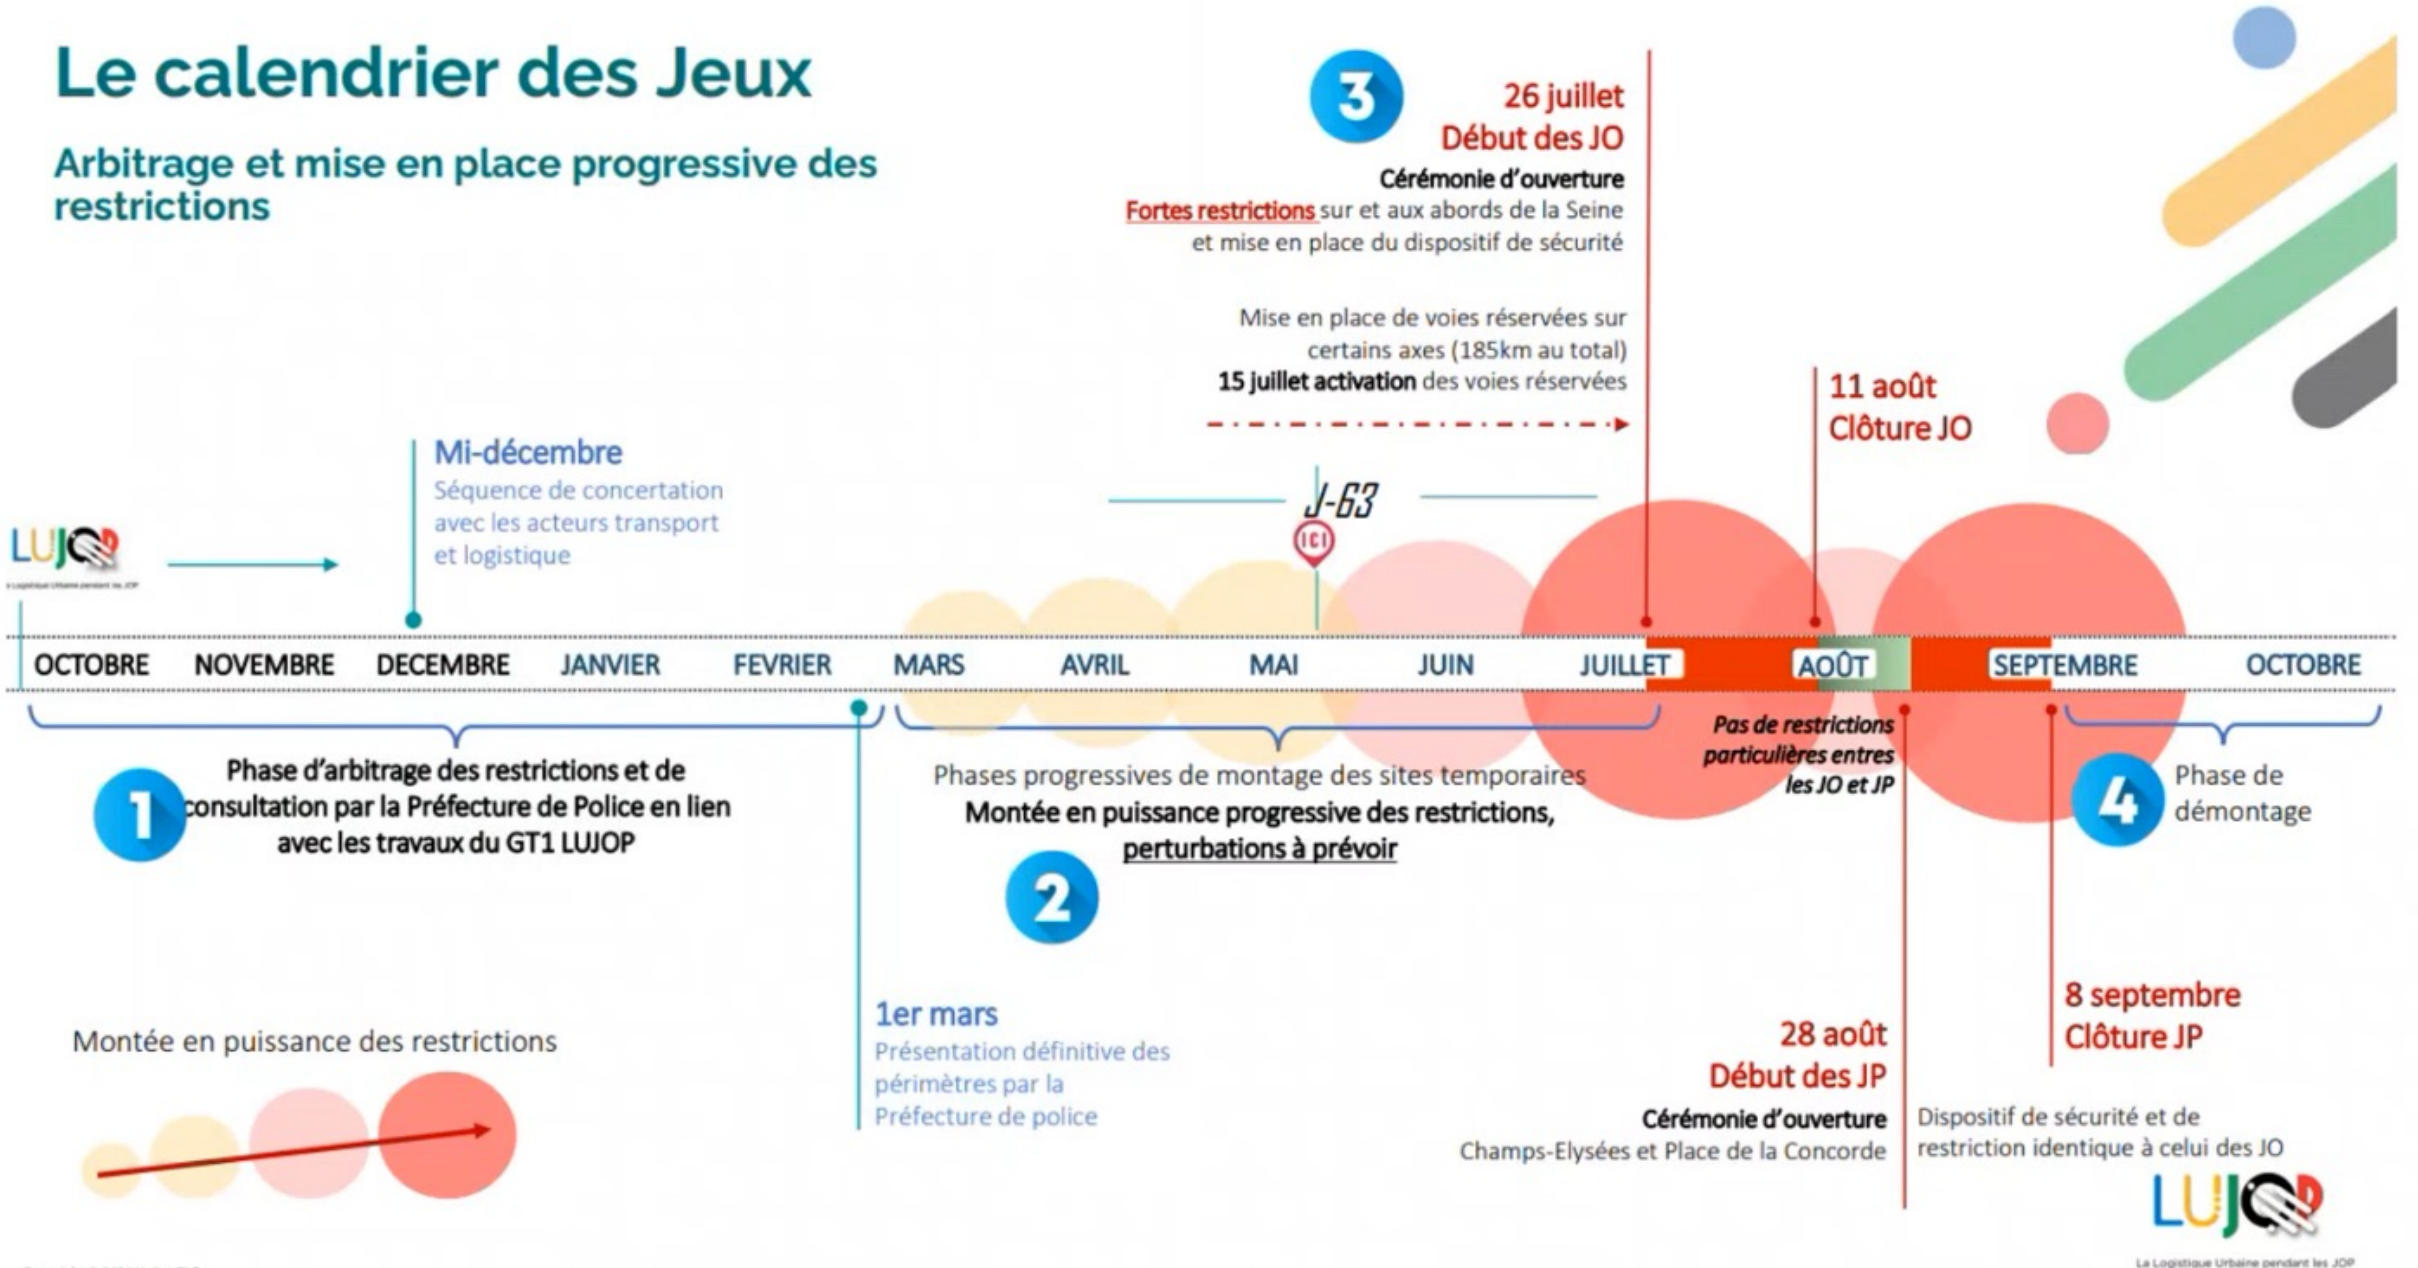 Le calendrier des Jeux
Arbitrage et mise en place progressive des
restrictions
3
26 juillet
Début des JO
Cérémonie d'ouverture
Fortes restrictions sur et aux abords de la Seine
et mise en place du dispositif de sécurité
Mise en place de voies réservées sur
certains axes (185km au total)
15 juillet activation des voies réservées
11 août
Clôture JO
Mi-décembre
Séquence de concertation
avec les acteurs transport
et logistique
J-63
ICI
LUJOP
La Logistique Urbaine pendant les JOP
OCTOBRE NOVEMBRE DECEMBRE JANVIER FEVRIER MARS AVRIL MAI JUIN JUILLET AOÛT SEPTEMBRE OCTOBRE
1
Phase d'arbitrage des restrictions et de
consultation par la Préfecture de Police en lien
avec les travaux du GT1 LUJOP
Phases progressives de montage des sites temporaires
Montée en puissance progressive des restrictions,
perturbations à prévoir
2
Pas de restrictions
particulières entres
les JO et JP
4
Phase de
démontage
1er mars
Présentation définitive des
périmètres par la
Préfecture de police
Montée en puissance des restrictions
28 août
Début des JP
Cérémonie d'ouverture
Champs-Elysées et Place de la Concorde
8 septembre
Clôture JP
Dispositif de sécurité et de
restriction identique à celui des JO
LUJOP
La Logistique Urbaine pendant les JOP